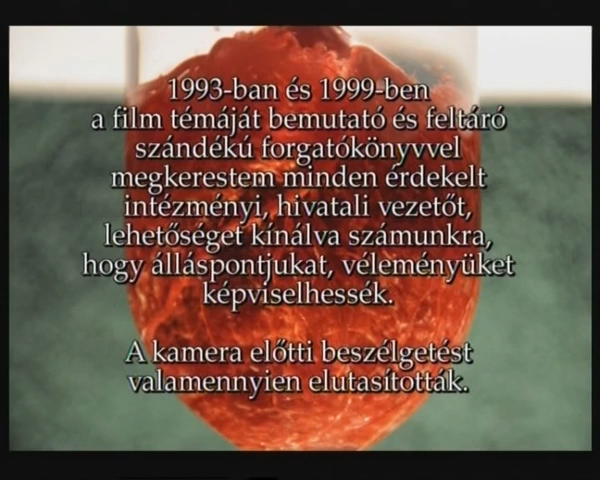 1993-ban és 1999-ben
a film témáját bemutató és feltáró
szándékú forgatókönyvvel
megkerestem minden érdekelt
intézményi, hivatali vezetőt,
lehetőséget kínálva számunkra,
hogy álláspontjukat, véleményüket
képviselhessék.
A kamera előtti beszélgetést
valamennyien elutasították.